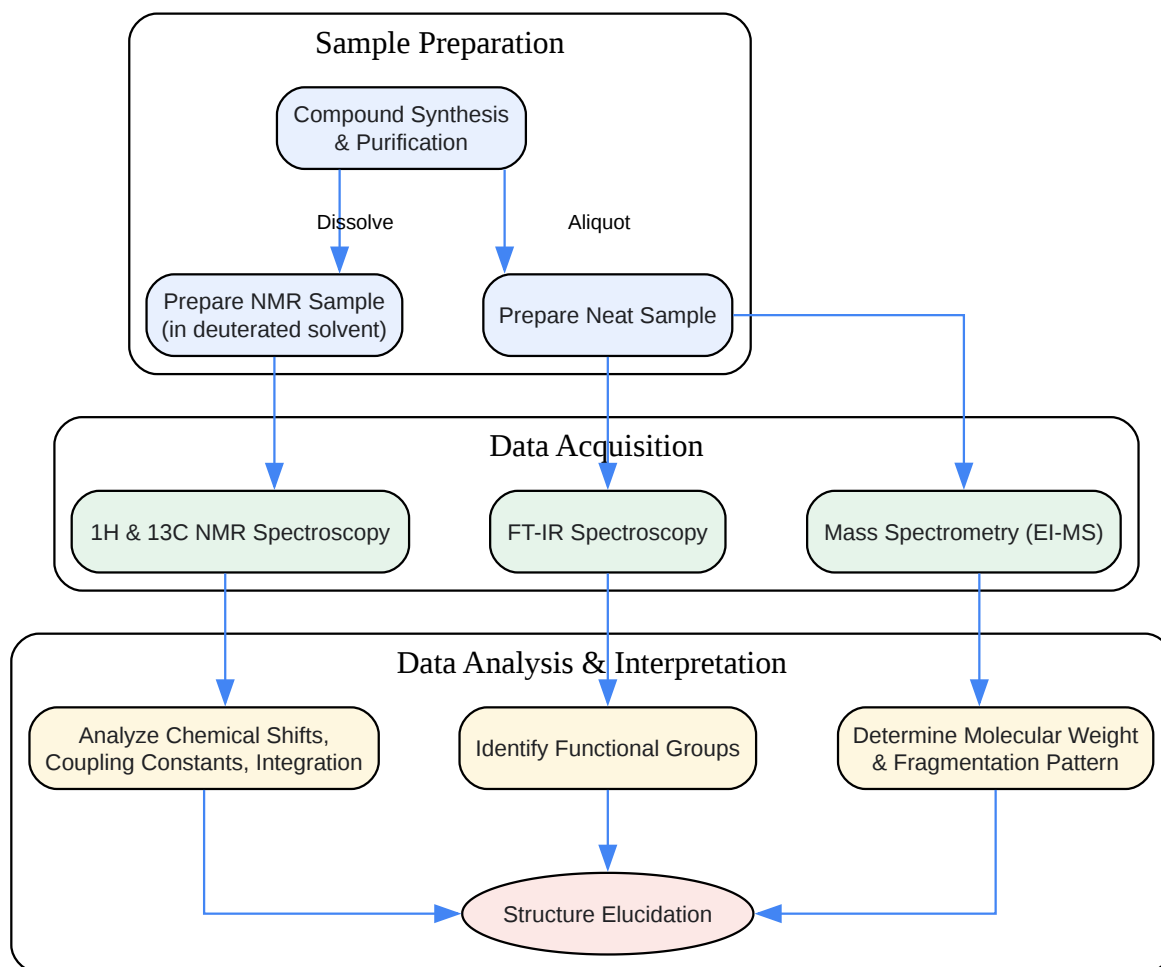 Sample Preparation
Compound Synthesis
& Purification
Dissolve
Aliquot
Prepare NMR Sample
(in deuterated solvent)
Prepare Neat Sample
Data Acquisition
1H & 13C NMR Spectroscopy
FT-IR Spectroscopy
Mass Spectrometry (EI-MS)
Data Analysis & Interpretation
Analyze Chemical Shifts,
Coupling Constants, Integration
Identify Functional Groups
Determine Molecular Weight
& Fragmentation Pattern
Structure Elucidation